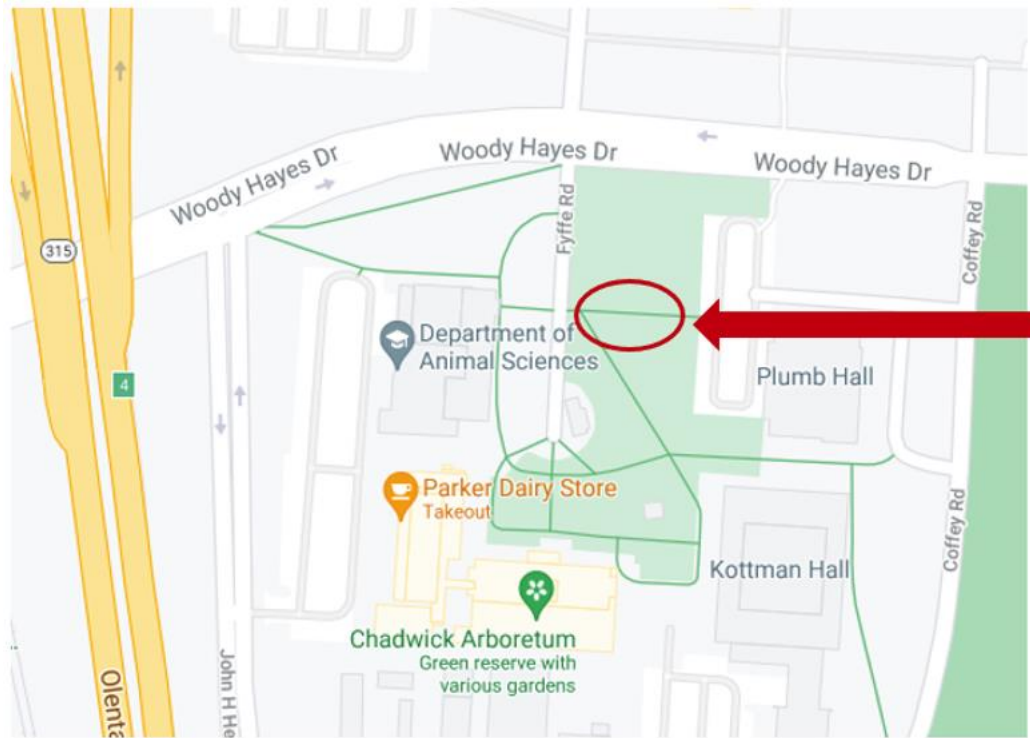 Woody Hayes Dr
Woody Hayes Dr
Woody Hayes Dr
315
Fyffe Rd
Coffey Rd
Department of
Animal Sciences
4
Plumb Hall
Parker Dairy Store
Takeout
Coffey Rd
Kottman Hall
Chadwick Arboretum
Green reserve with
various gardens
John H He
Olenta